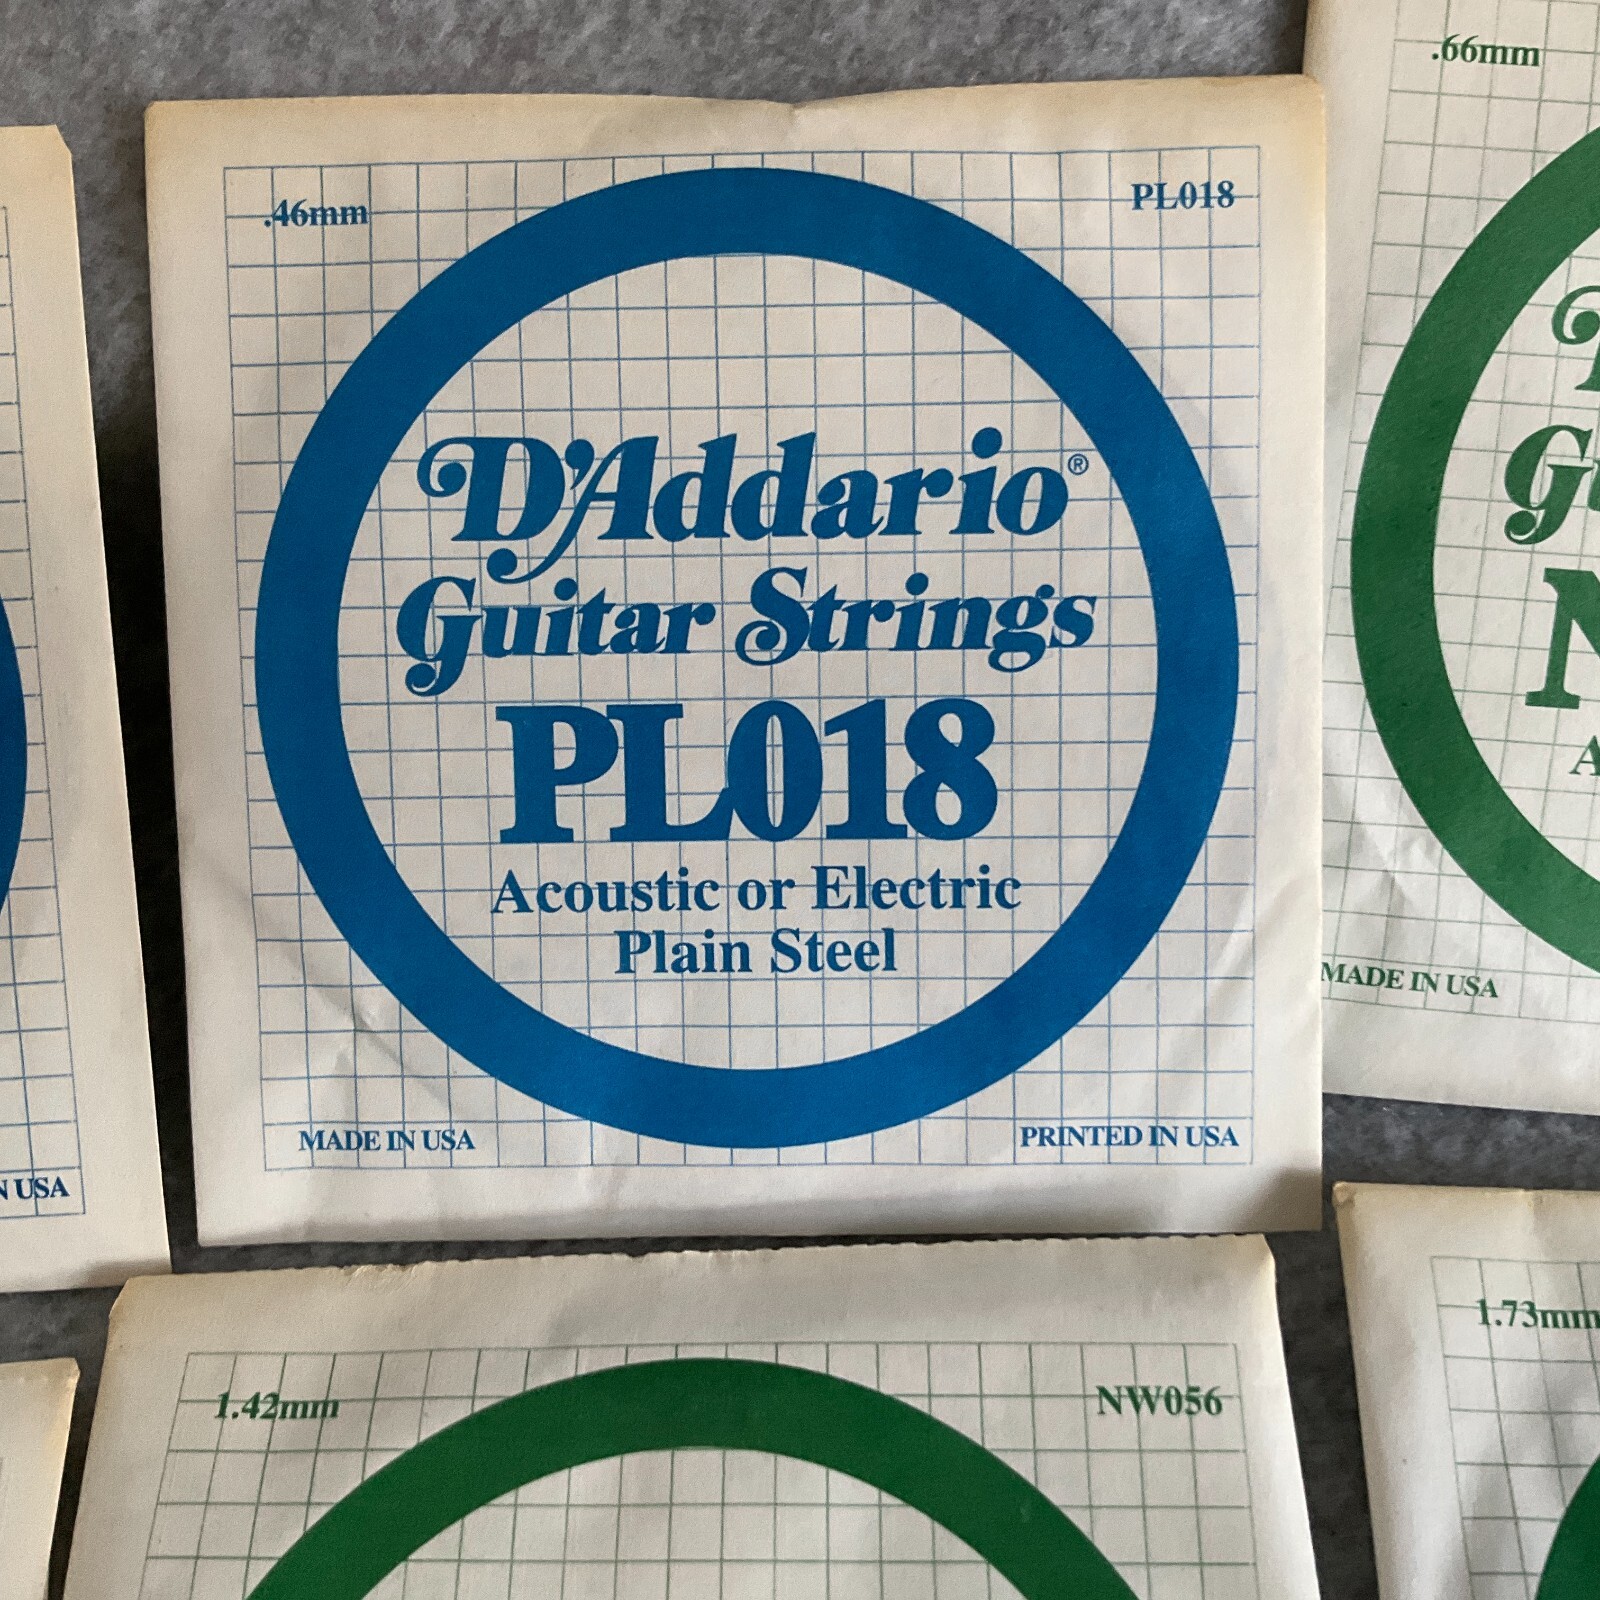 .46mm
PL018
D'Addario®
Guitar Strings
PL018
Acoustic or Electric
Plain Steel
MADE IN USA
PRINTED IN USA
.66mm
MADE IN USA
USA
1.42mm
NW056
1.73mm